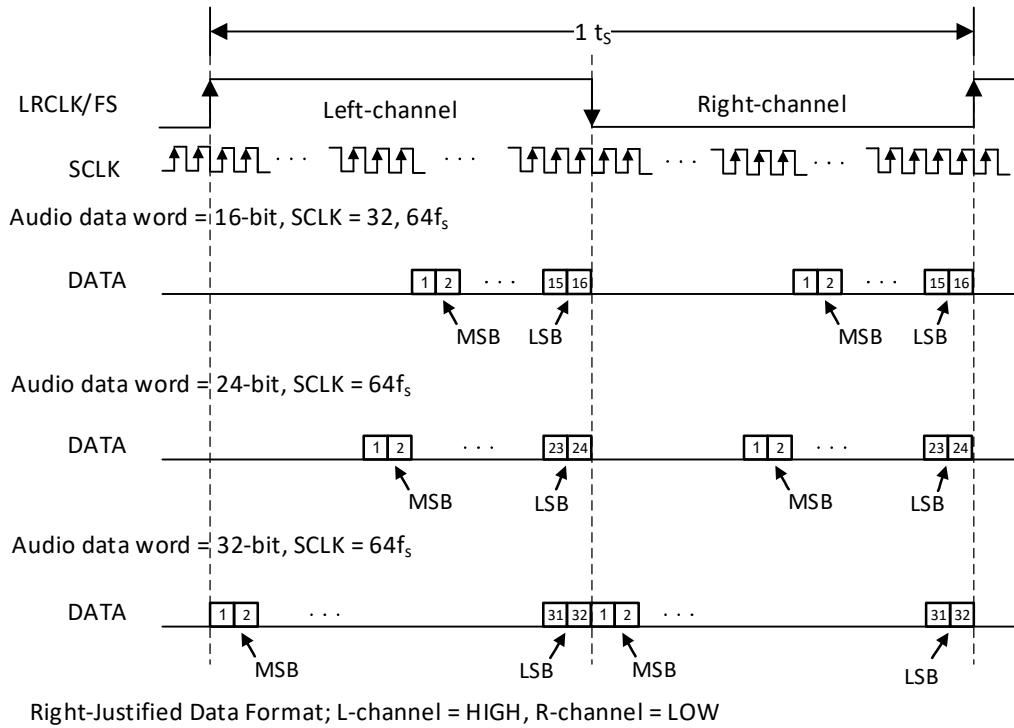 1 tS
LRCLK/FS
Left-channel
Right-channel
SCLK
. . .
. . .
. . .
. . .
Audio data word = 16-bit, SCLK = 32, 64fs
DATA
1 2 . . . 15 16 1 2 . . . 15 16
MSB LSB MSB LSB
Audio data word = 24-bit, SCLK = 64fs
DATA
1 2 . . . 23 24 1 2 . . . 23 24
MSB LSB MSB LSB
Audio data word = 32-bit, SCLK = 64fs
DATA
1 2 . . . 31 32 1 2 . . . 31 32
MSB LSB MSB LSB
Right-Justified Data Format; L-channel = HIGH, R-channel = LOW